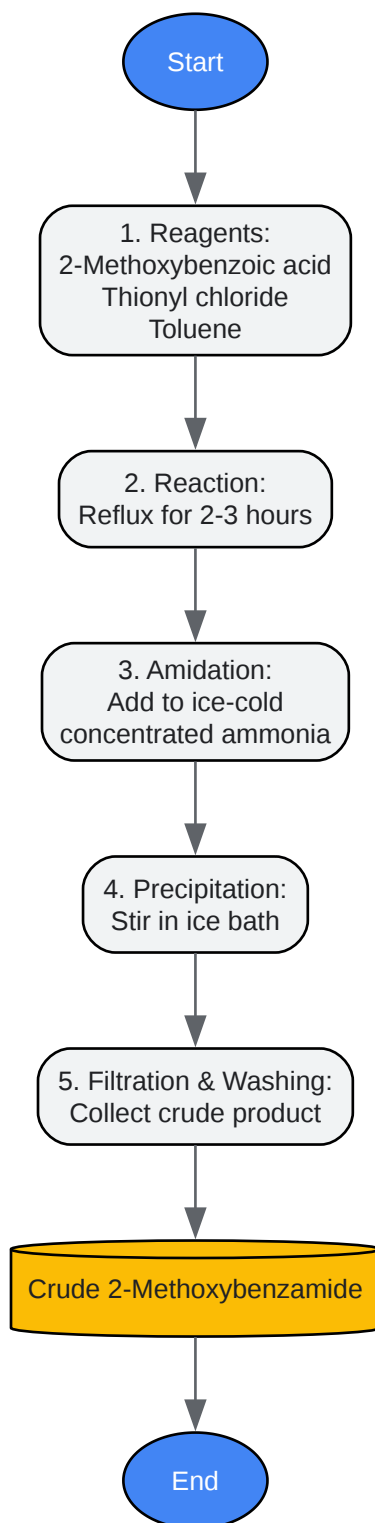 Start
1. Reagents:
2-Methoxybenzoic acid
Thionyl chloride
Toluene
2. Reaction:
Reflux for 2-3 hours
3. Amidation:
Add to ice-cold
concentrated ammonia
4. Precipitation:
Stir in ice bath
5. Filtration & Washing:
Collect crude product
Crude 2-Methoxybenzamide
End